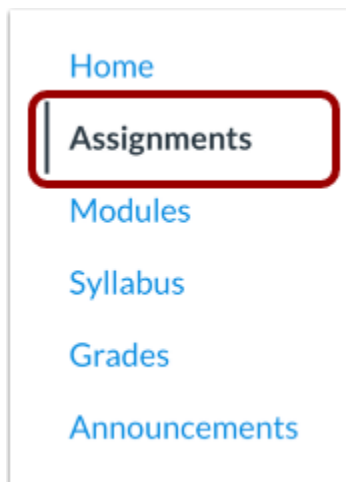 Home
Assignments
Modules
Syllabus
Grades
Announcements